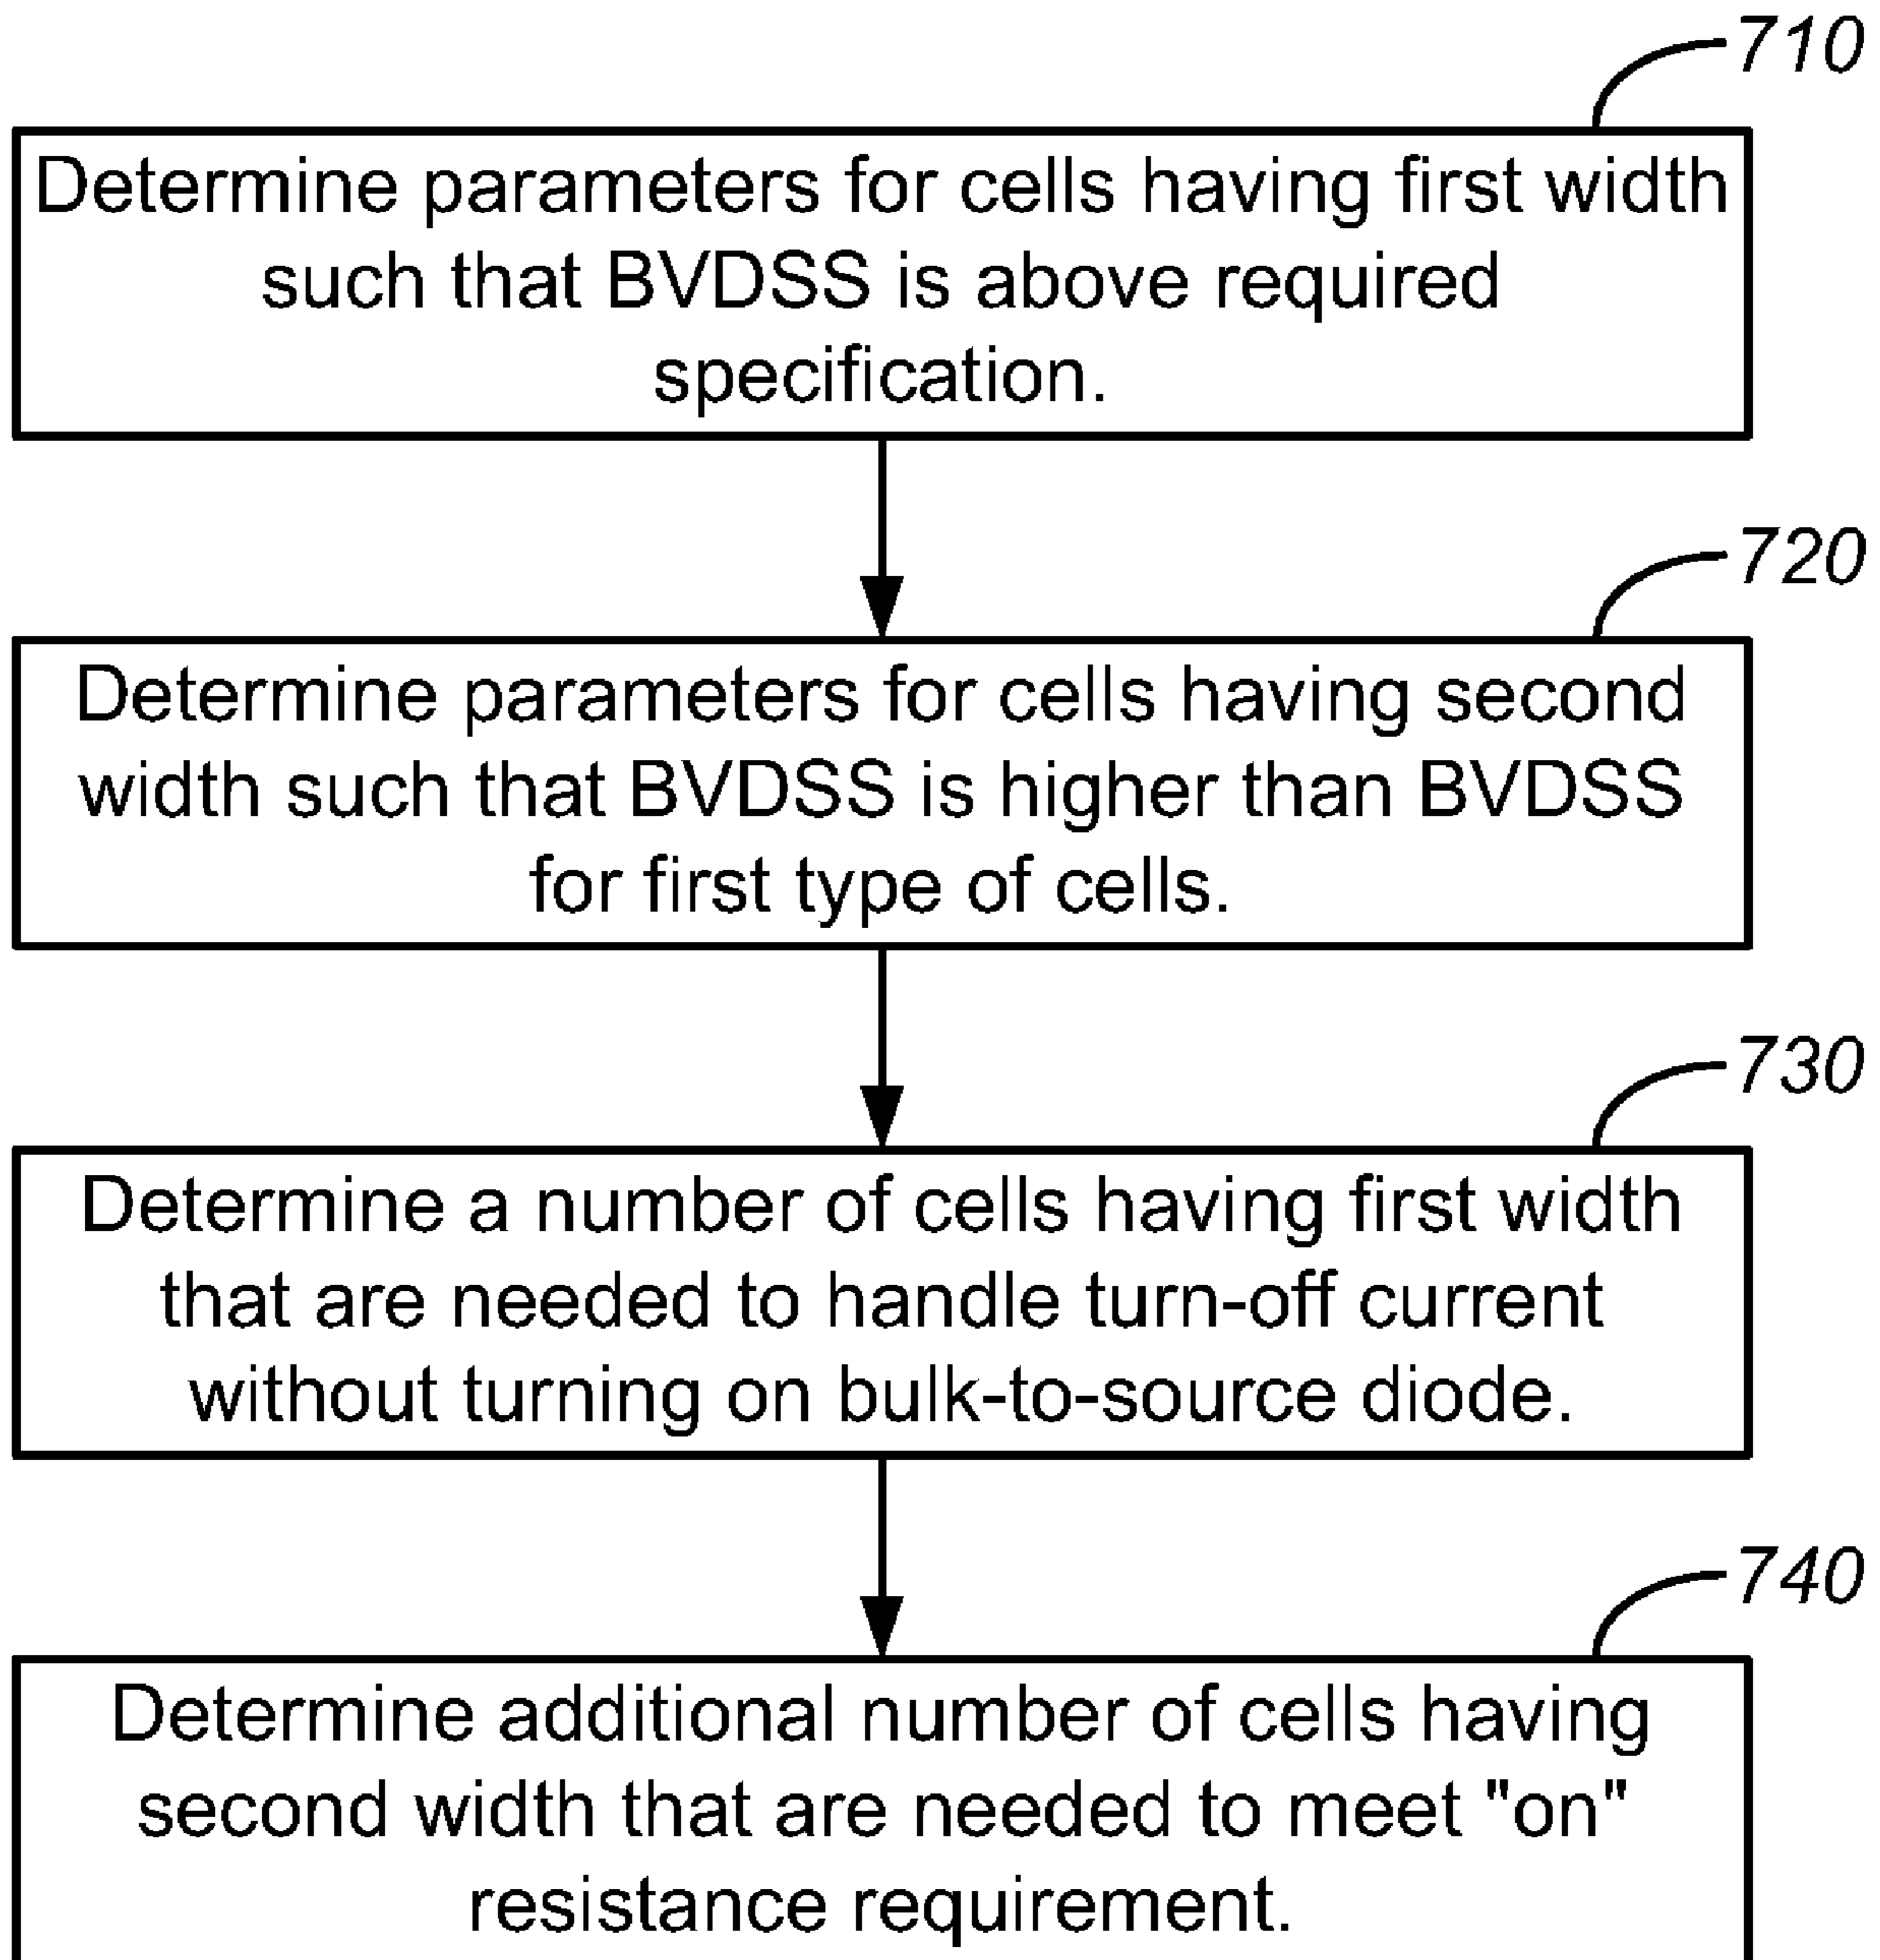 710
Determine parameters for cells having first width
such that BVDSS is above required
specification.
720
Determine parameters for cells having second
width such that BVDSS is higher than BVDSS
for first type of cells.
730
Determine a number of cells having first width
that are needed to handle turn-off current
without turning on bulk-to-source diode.
740
Determine additional number of cells having
second width that are needed to meet "on"
resistance requirement.